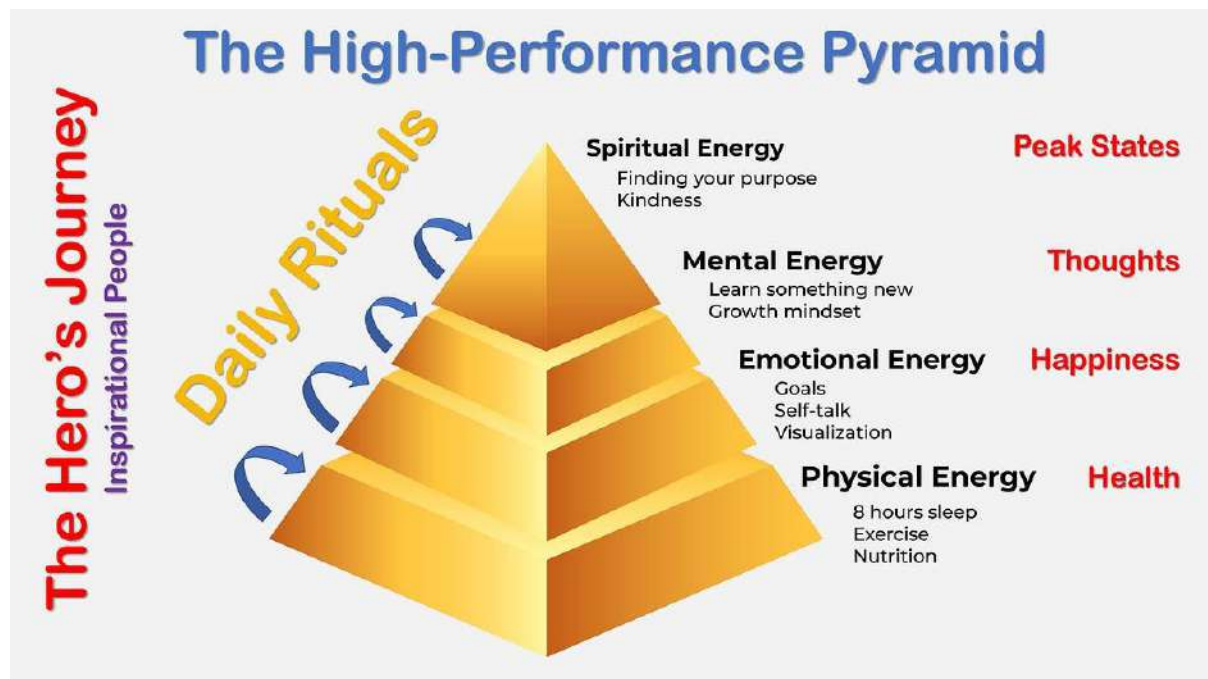 The High-Performance Pyramid
The Hero's Journey
Inspirational People
Daily Rituals
Spiritual Energy
Finding your purpose
Kindness
Peak States
Mental Energy
Learn something new
Growth mindset
Thoughts
Emotional Energy
Goals
Self-talk
Visualization
Happiness
Physical Energy
8 hours sleep
Exercise
Nutrition
Health